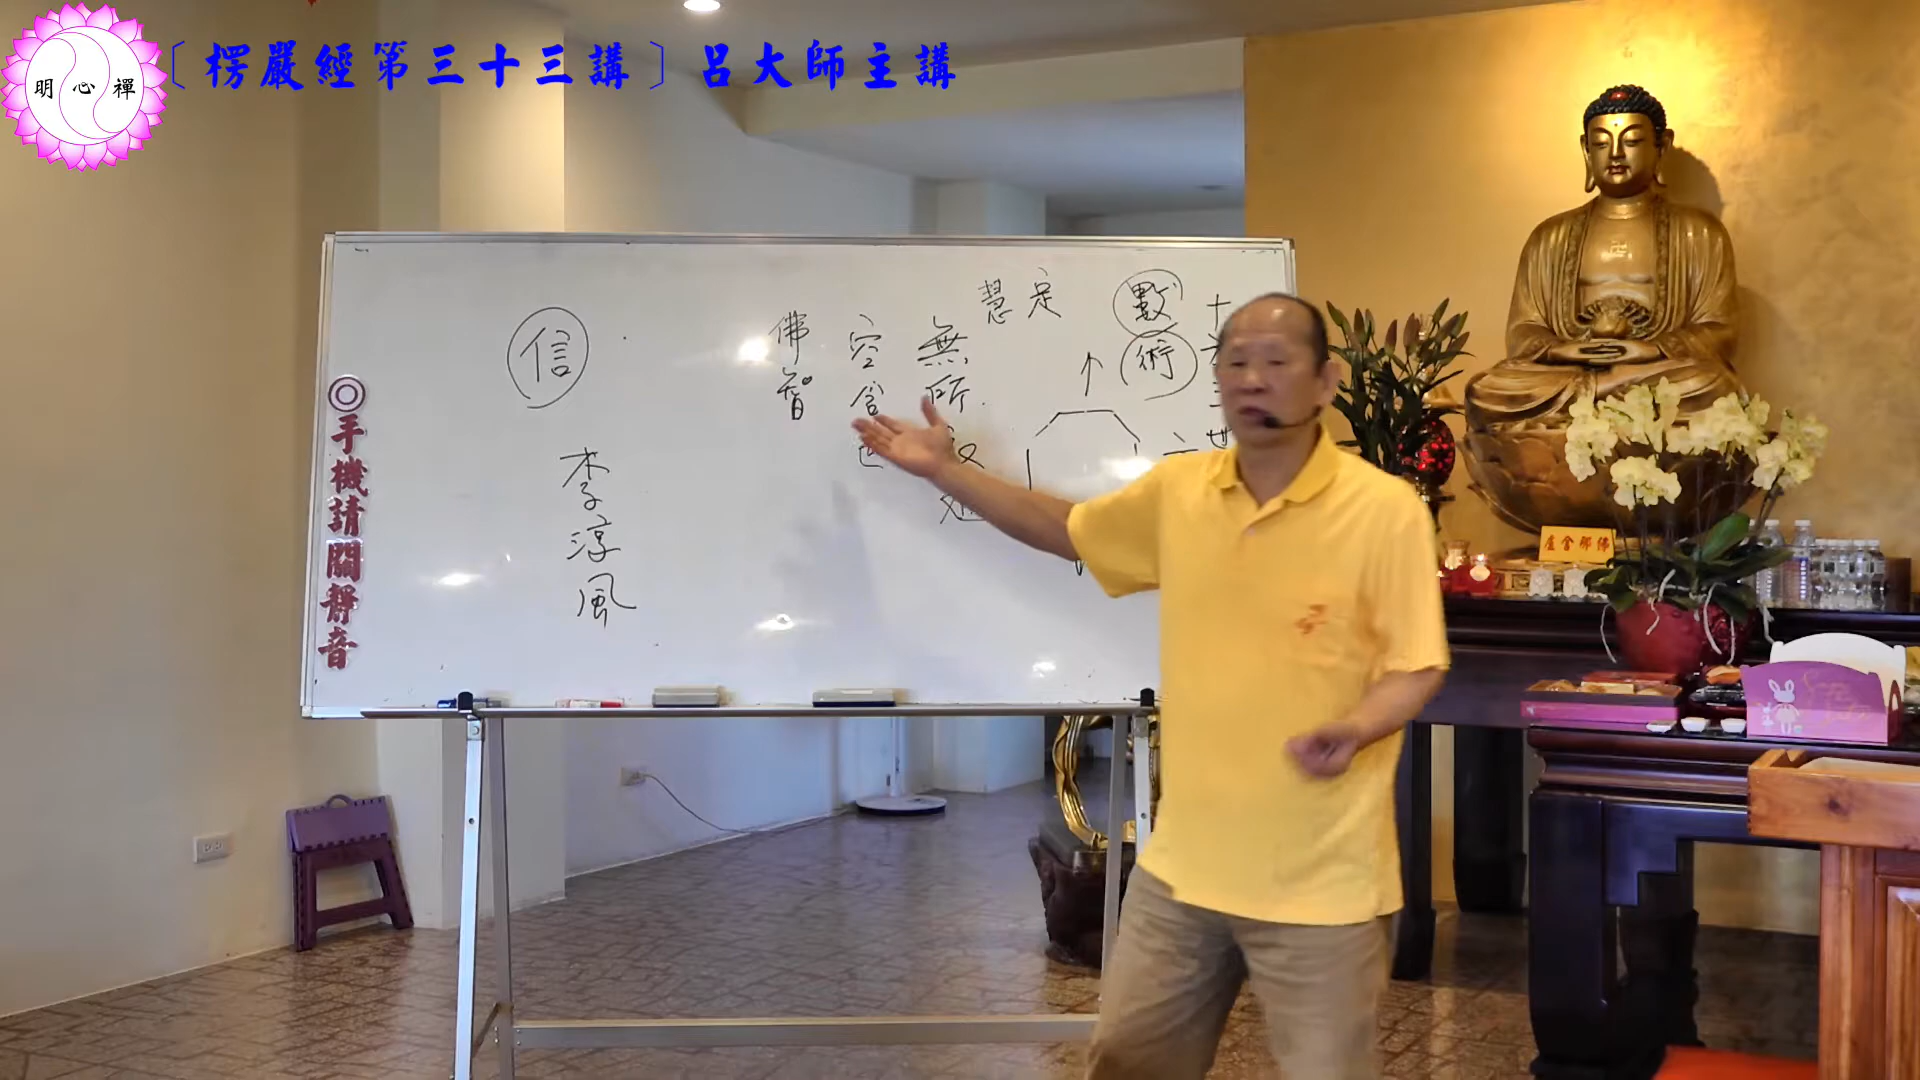 〔楞嚴經第三十三講〕呂大師主講
明心禪
◎手機請關靜音
信
李淳風
佛智
空含
無所
慧定
數
術
盧舍那佛